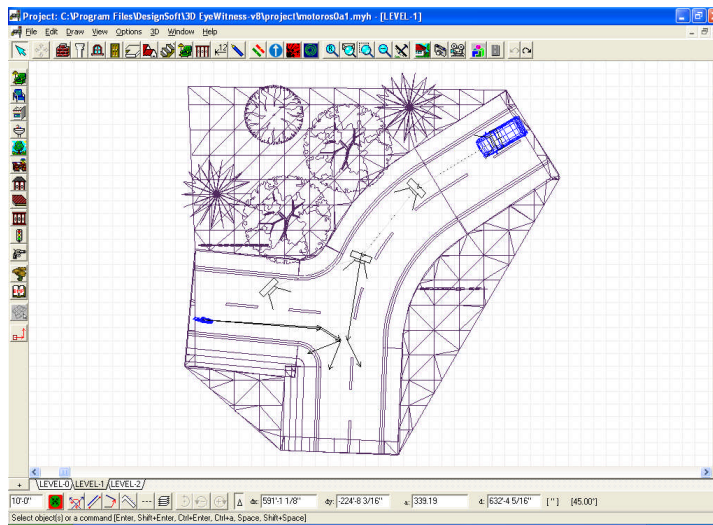 Project: C:\Program Files\DesignSoft\3D EyeWitness-v8\project\motoros0a1.myh - [LEVEL-1]
File Edit Draw View Options 3D Window Help
LEVEL-0 LEVEL-1 LEVEL-2
10'-0" dx: 591'-1 1/8" dy: -224'-8 3/16" a: 339.19 d: 632'-4 5/16" [ " ] [45.00°]
Select object(s) or a command [Enter, Shift+Enter, Ctrl+Enter, Ctrl+a, Space, Shift+Space]